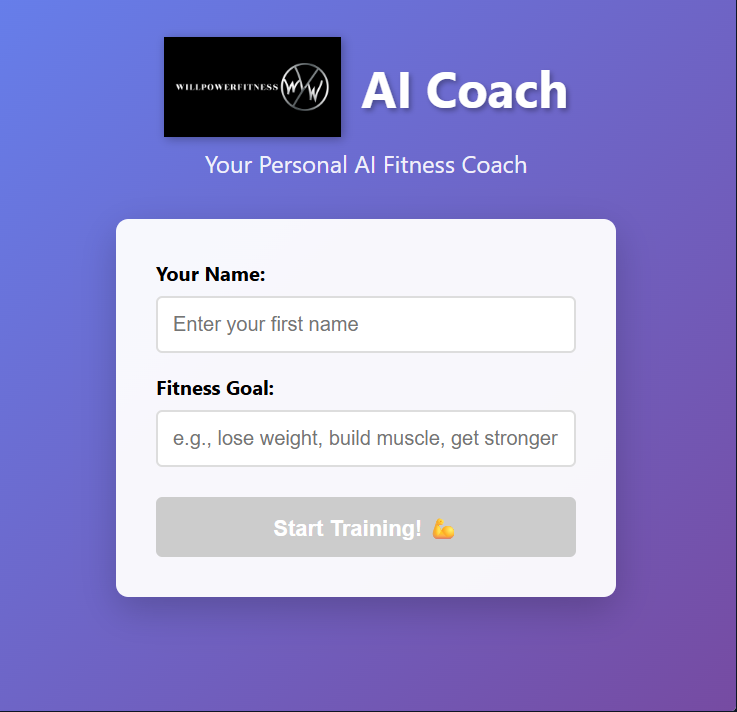 WILLPOWERFITNESS WW AI Coach
Your Personal AI Fitness Coach
Your Name:
Enter your first name
Fitness Goal:
e.g., lose weight, build muscle, get stronger
Start Training! 💪